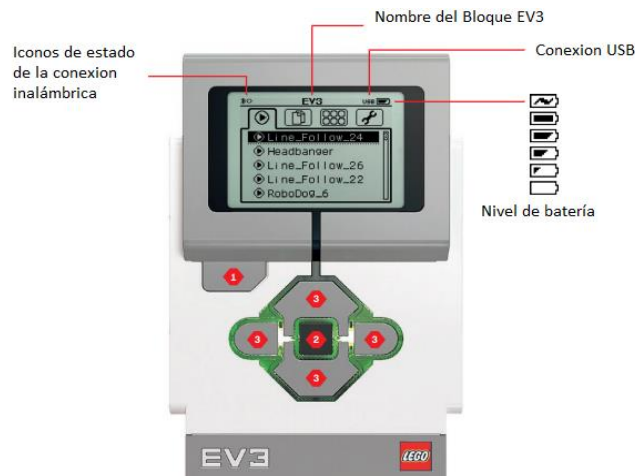 Nombre del Bloque EV3
Iconos de estado
de la conexion
inalámbrica
Conexion USB
EV3
USB
Line_Follow_24
Headbanger
Line_Follow_26
Line_Follow_22
RoboDog_6
Nivel de batería
1
3
3
2
3
3
EV3
LEGO